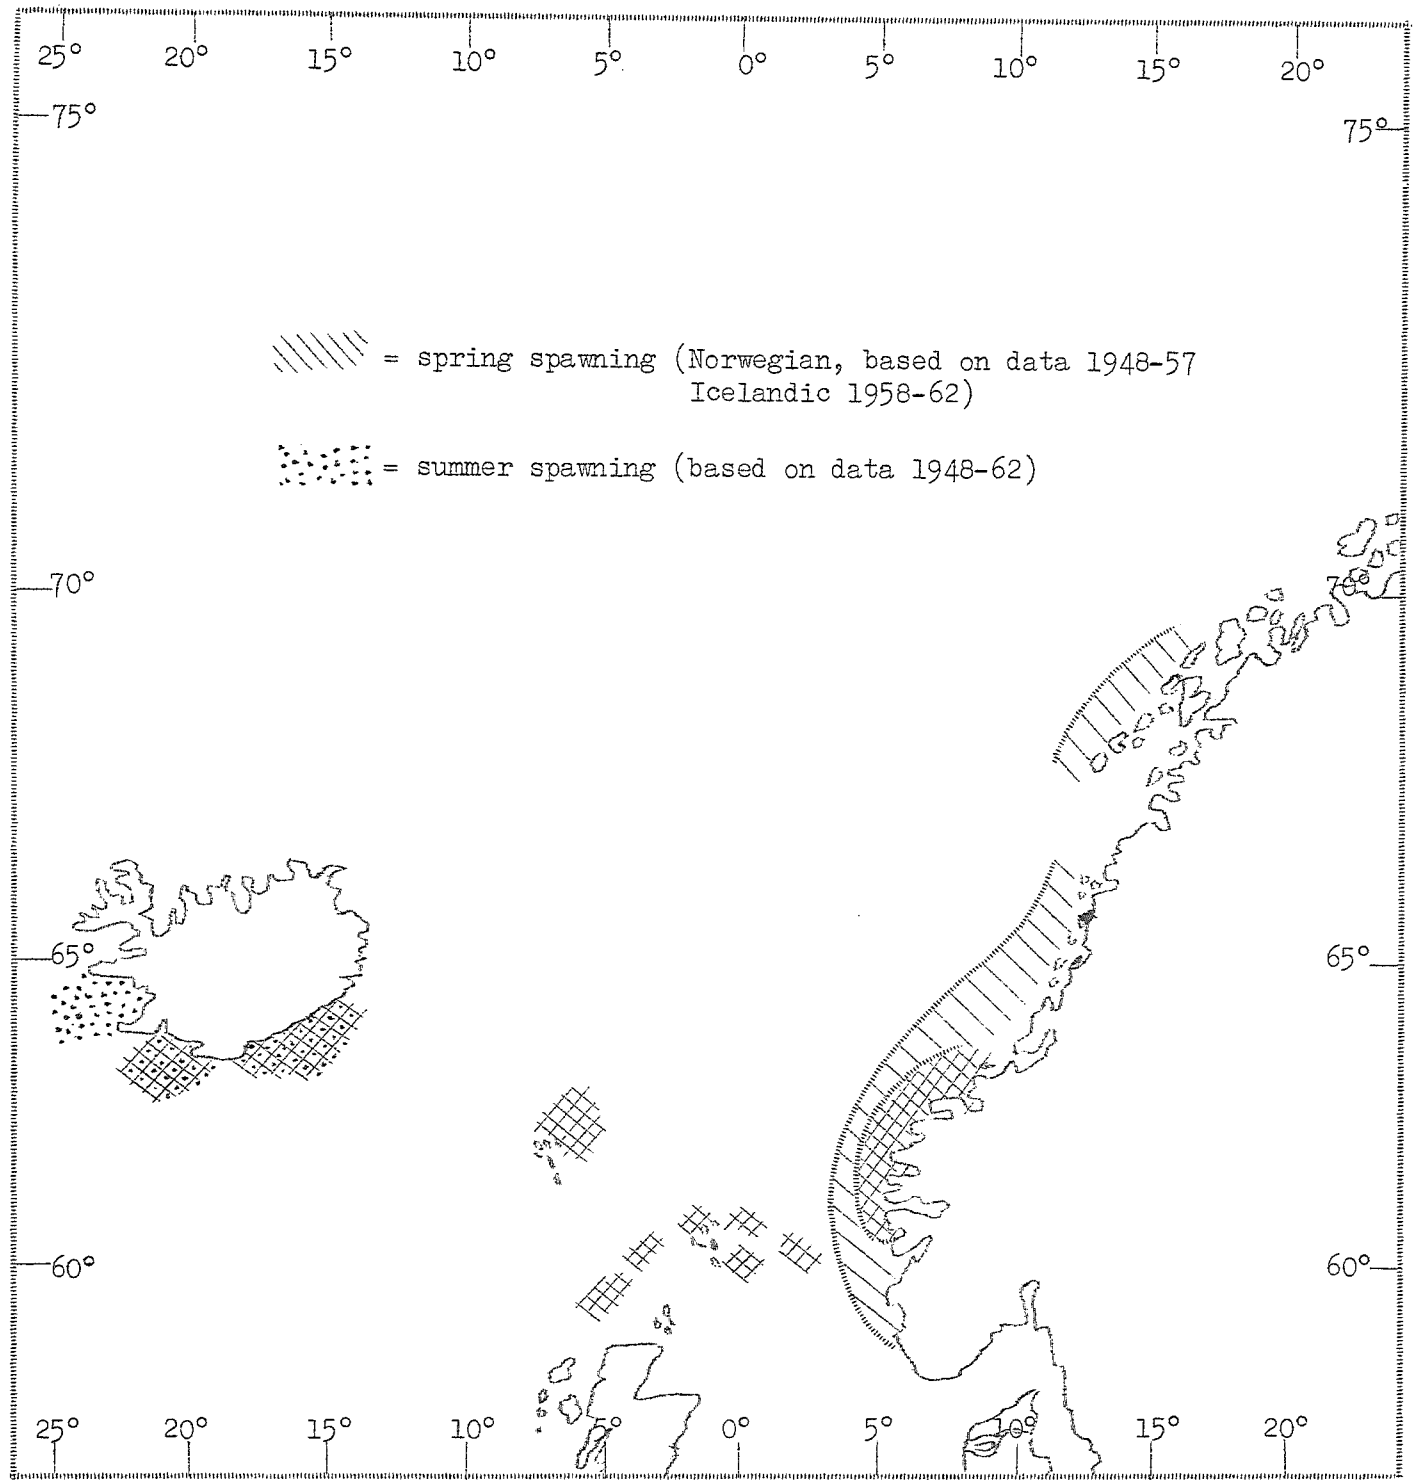 25° 20° 15° 10° 5° 0° 5° 10° 15° 20°
75° 75°
= spring spawning (Norwegian, based on data 1948-57
Icelandic 1958-62)
= summer spawning (based on data 1948-62)
70° 70°
65° 65°
60° 60°
25° 20° 15° 10° 5° 0° 5° 10° 15° 20°